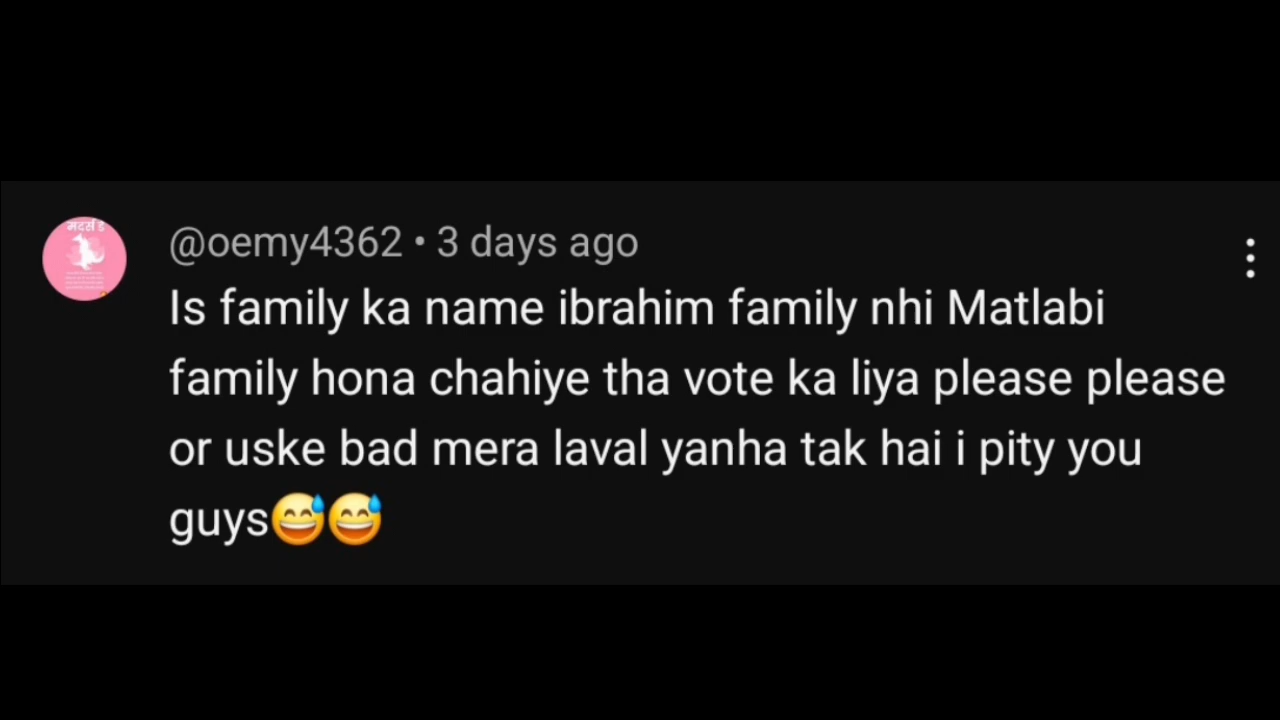 मदर्स डे
@oemy4362 • 3 days ago
Is family ka name ibrahim family nhi Matlabi
family hona chahiye tha vote ka liya please please
or uske bad mera laval yanha tak hai i pity you
guys😅😅